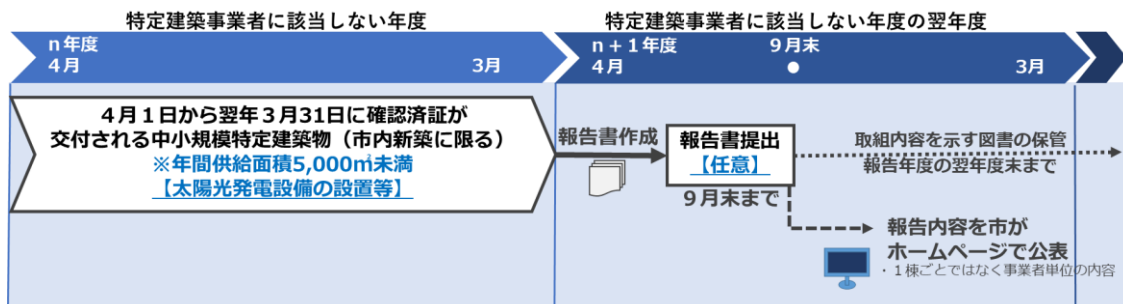 特定建築事業者に該当しない年度
特定建築事業者に該当しない年度の翌年度
n年度
4月
3月
n+1年度
4月
9月末
3月
4月1日から翌年3月31日に確認済証が
交付される中小規模特定建築物（市内新築に限る）
※年間供給面積5,000㎡未満
【太陽光発電設備の設置等】
報告書作成
報告書提出
【任意】
9月末まで
取組内容を示す図書の保管
報告年度の翌年度末まで
報告内容を市が
ホームページで公表
・1棟ごとではなく事業者単位の内容